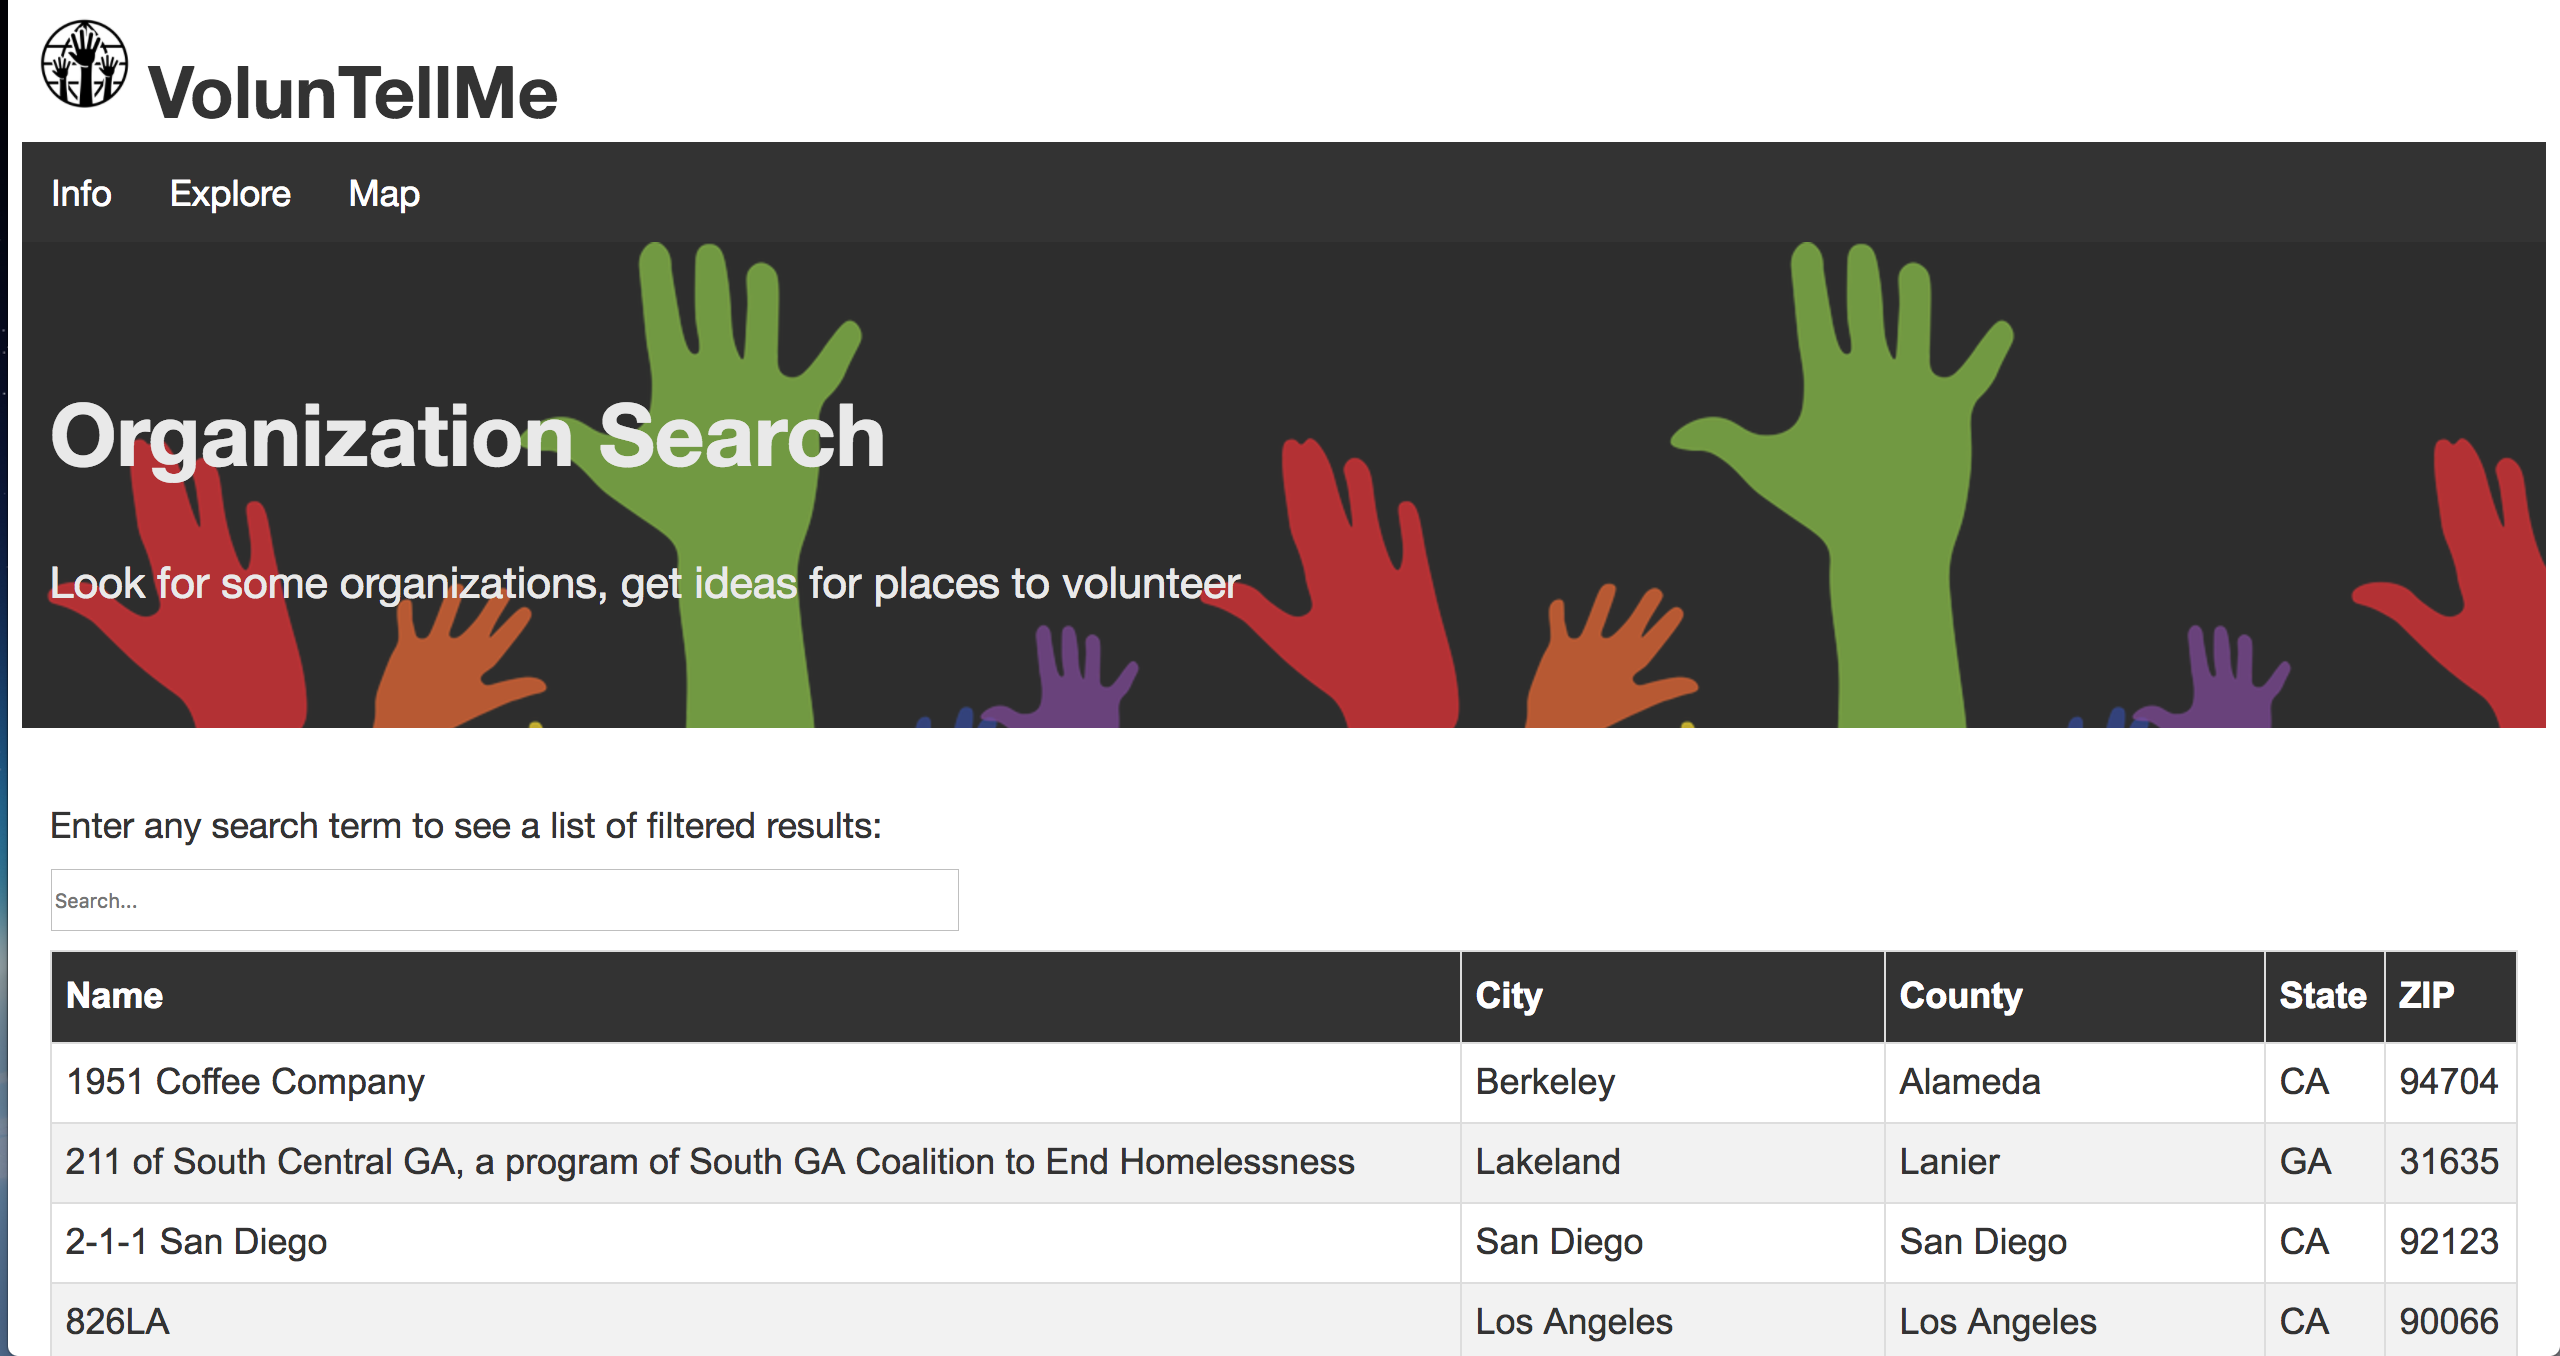 VolunTellMe
Info Explore Map
Organization Search
Look for some organizations, get ideas for places to volunteer
Enter any search term to see a list of filtered results:
Search...
Name City County State ZIP
1951 Coffee Company Berkeley Alameda CA 94704
211 of South Central GA, a program of South GA Coalition to End Homelessness Lakeland Lanier GA 31635
2-1-1 San Diego San Diego San Diego CA 92123
826LA Los Angeles Los Angeles CA 90066